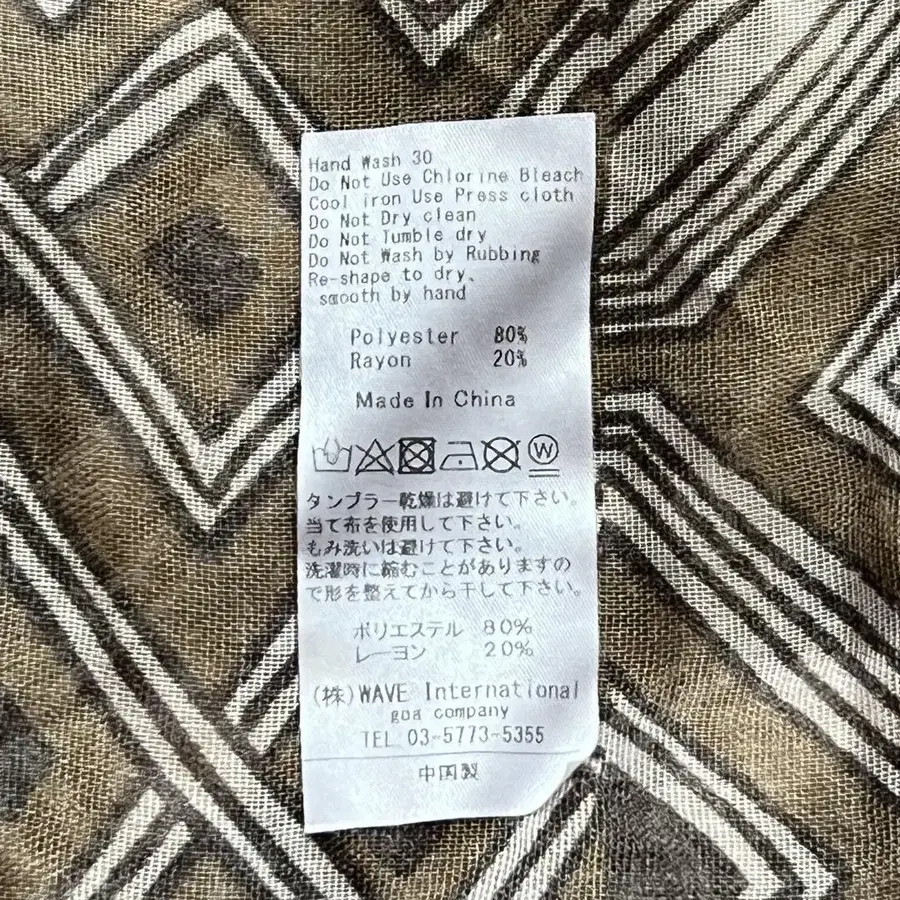 Hand Wash 30
Do Not Use Chlorine Bleach
Cool iron Use Press cloth
Do Not Dry clean
Do Not Tumble dry
Do Not Wash by Rubbing
Re-shape to dry、
smooth by hand
Polyester 80%
Rayon 20%
Made In China
W
タンブラー乾燥は避けて下さい。
当て布を使用して下さい。
もみ洗いは避けて下さい。
洗濯時に縮むことがありますの
で形を整えてから干して下さい。
ポリエステル 80%
レーヨン 20%
(株)WAVE International
goa company
TEL 03-5773-5355
中国製